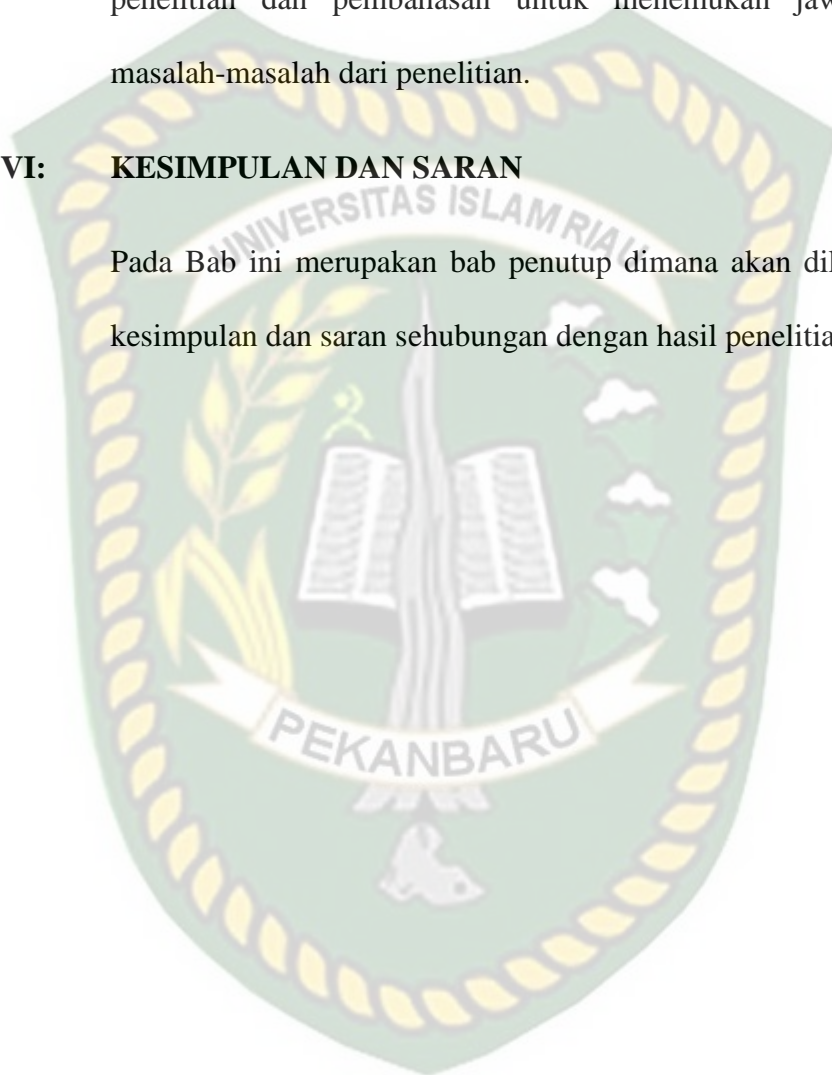 penelitian dan pembahasan untuk menemukan jaw
masalah-masalah dari penelitian.
VI: KESIMPULAN DAN SARAN
UNIVERSITAS ISLAM RIAU
Pada Bab ini merupakan bab penutup dimana akan dil
kesimpulan dan saran sehubungan dengan hasil penelitia
PEKANBARU